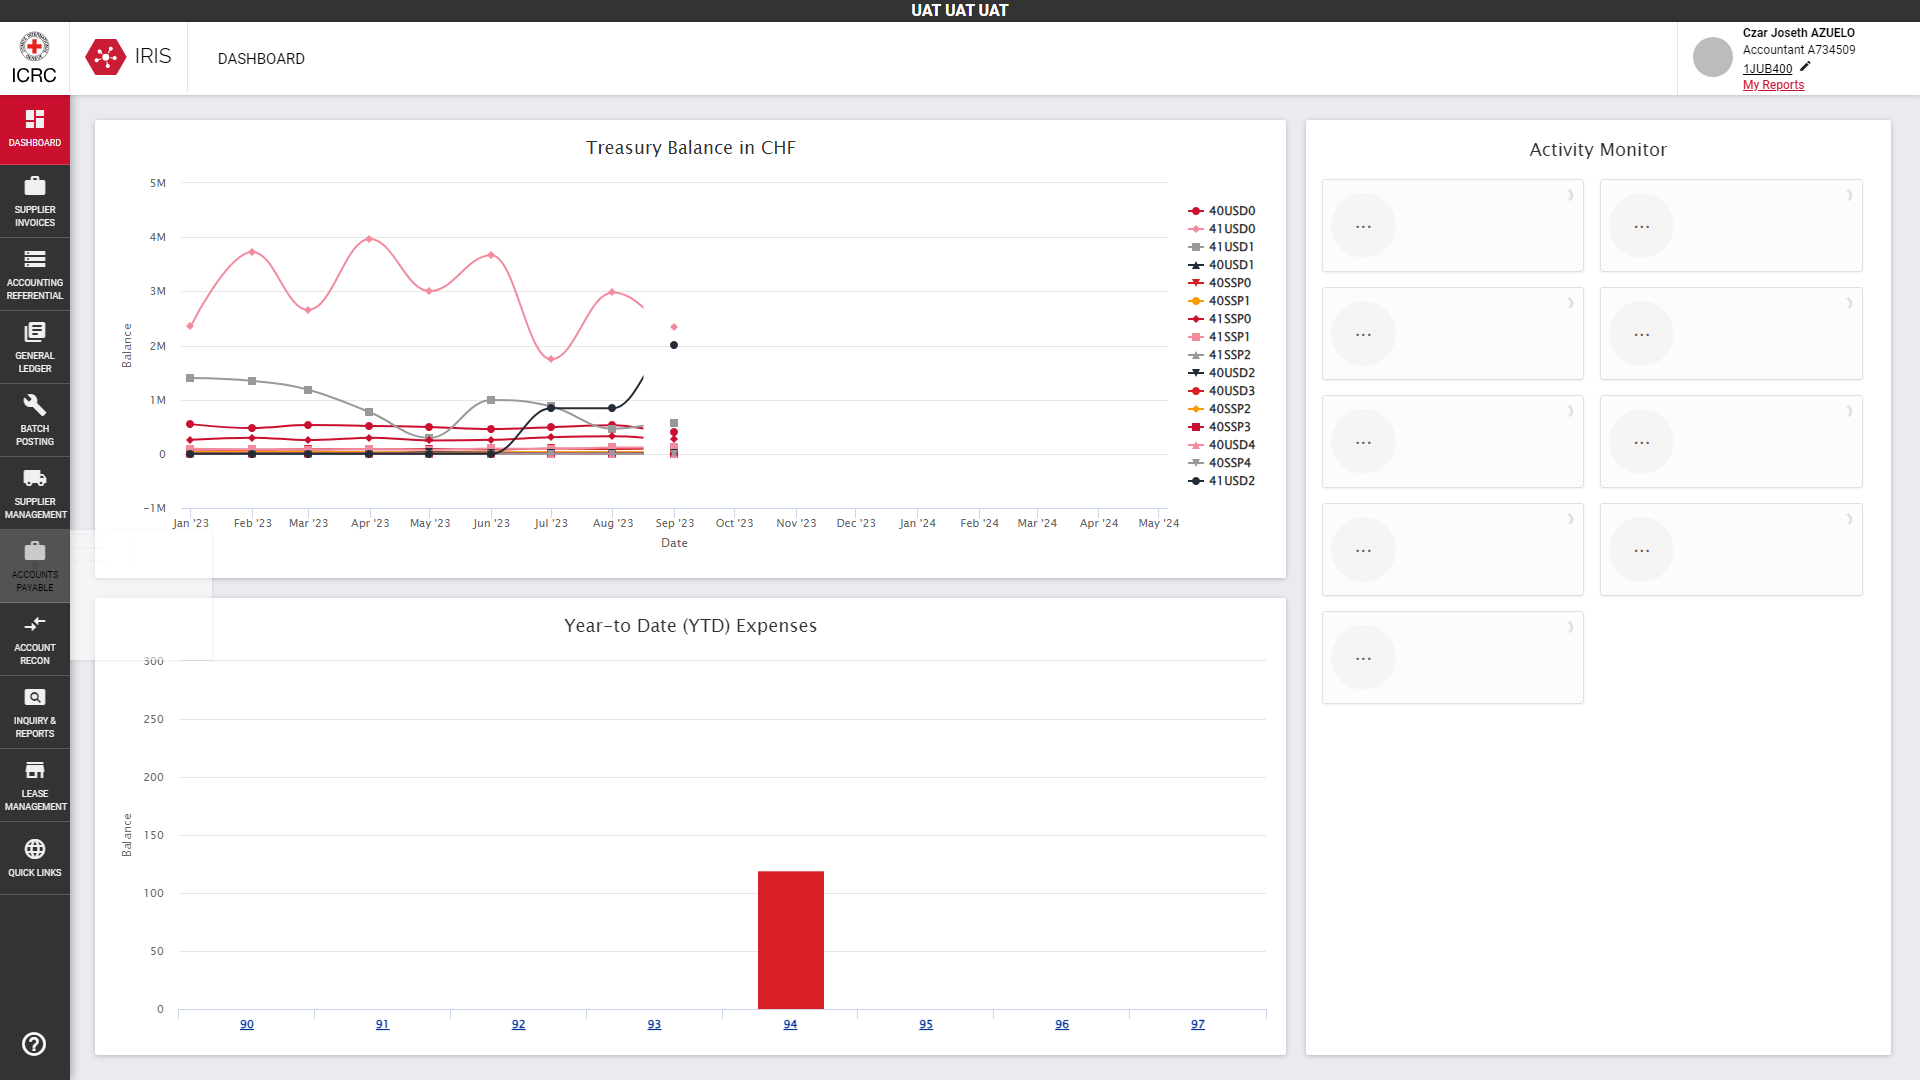 UAT UAT UAT
ICRC
IRIS
DASHBOARD
Czar Joseth AZUELO
Accountant A734509
1JUB400
My Reports
DASHBOARD
SUPPLIER
INVOICES
ACCOUNTING
REFERENTIAL
GENERAL
LEDGER
BATCH
POSTING
SUPPLIER
MANAGEMENT
ACCOUNTS
PAYABLE
ACCOUNT
RECON
INQUIRY &
REPORTS
LEASE
MANAGEMENT
QUICK LINKS
Treasury Balance in CHF
5M
4M
3M
2M
1M
0
-1M
Balance
Jan '23 Feb '23 Mar '23 Apr '23 May '23 Jun '23 Jul '23 Aug '23 Sep '23 Oct '23 Nov '23 Dec '23 Jan '24 Feb '24 Mar '24 Apr '24 May '24
Date
40USD0
41USD0
41USD1
40USD1
40SSP0
40SSP1
41SSP0
41SSP1
41SSP2
40USD2
40USD3
40SSP2
40SSP3
40USD4
40SSP4
41USD2
Year-to Date (YTD) Expenses
300
250
200
150
100
50
0
Balance
90 91 92 93 94 95 96 97
Activity Monitor
... ...
... ...
... ...
... ...
...